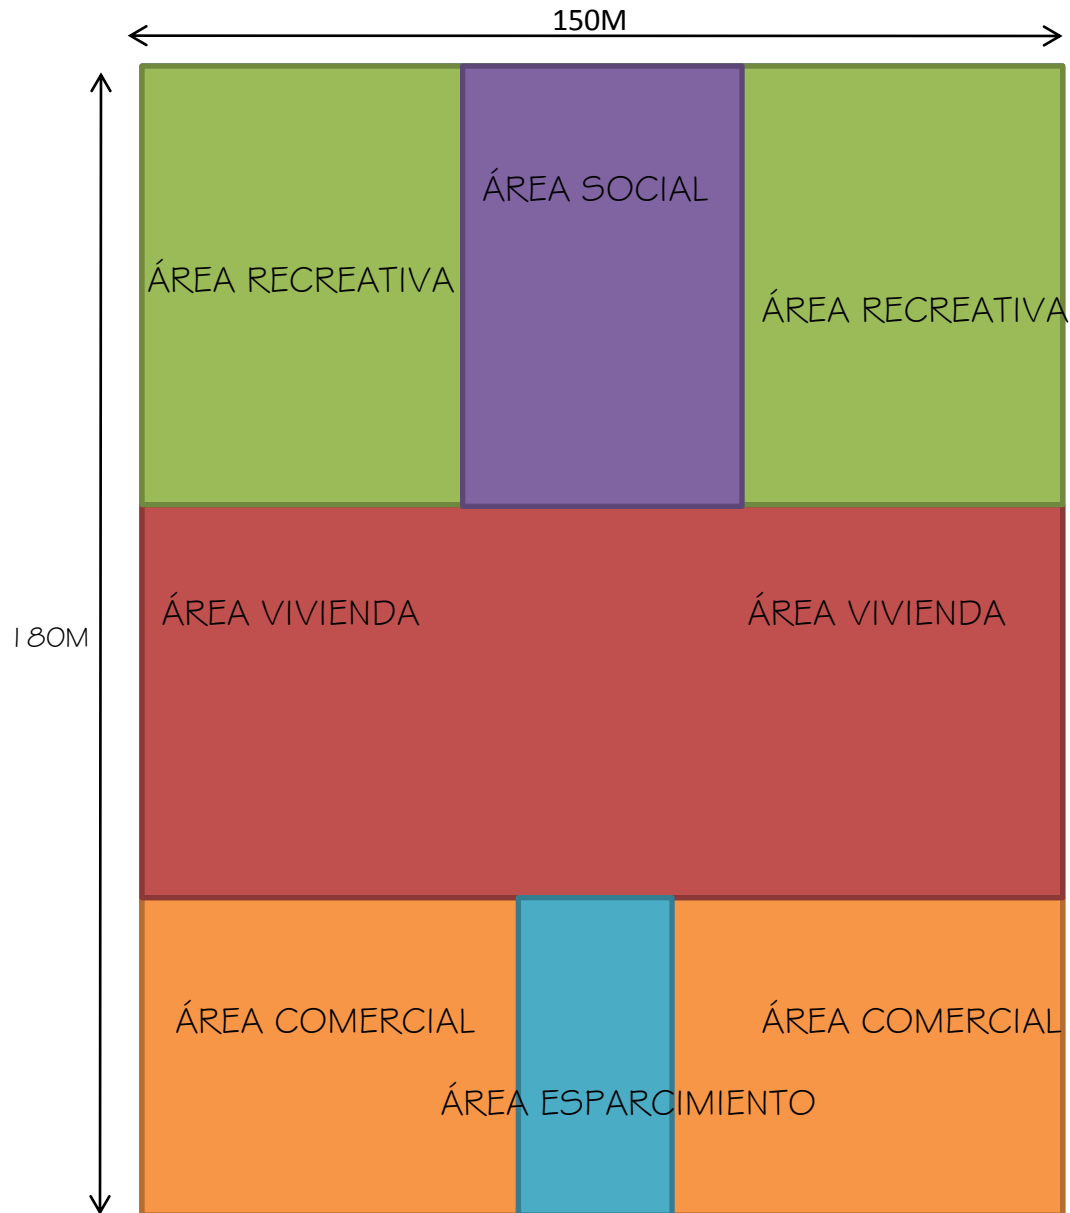 150M
ÁREA SOCIAL
ÁREA RECREATIVA
ÁREA RECREATIVA
ÁREA VIVIENDA
ÁREA VIVIENDA
180M
ÁREA COMERCIAL
ÁREA COMERCIAL
ÁREA ESPARCIMIENTO